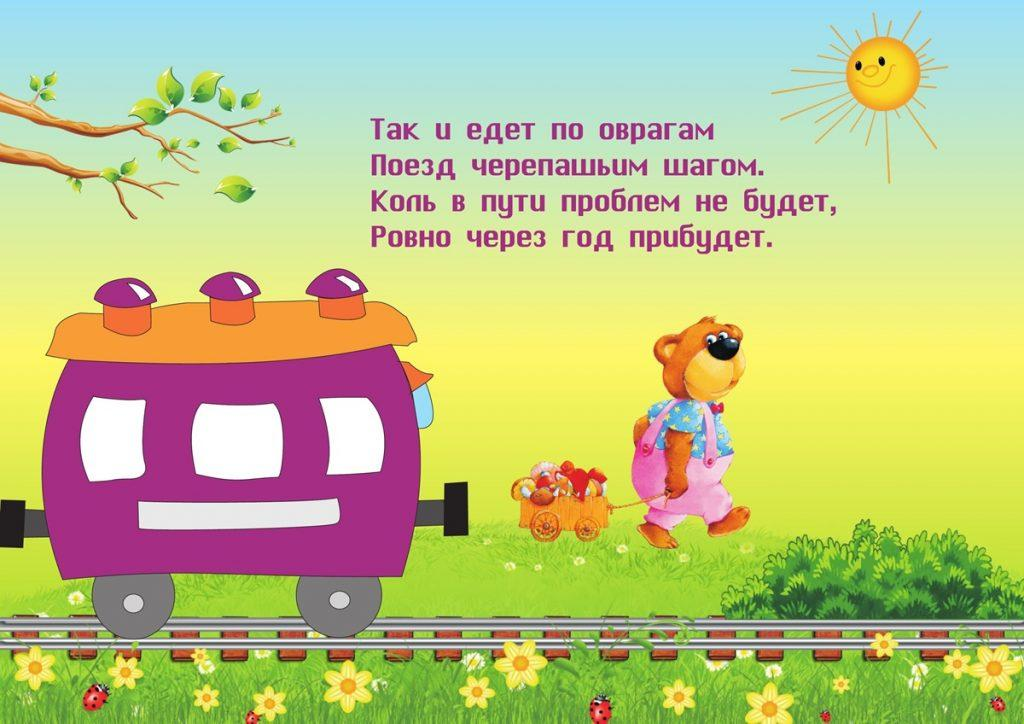 Так и едет по оврагам
Поезд черепашьим шагом.
Коль в пути проблем не будет,
Ровно через год прибудет.